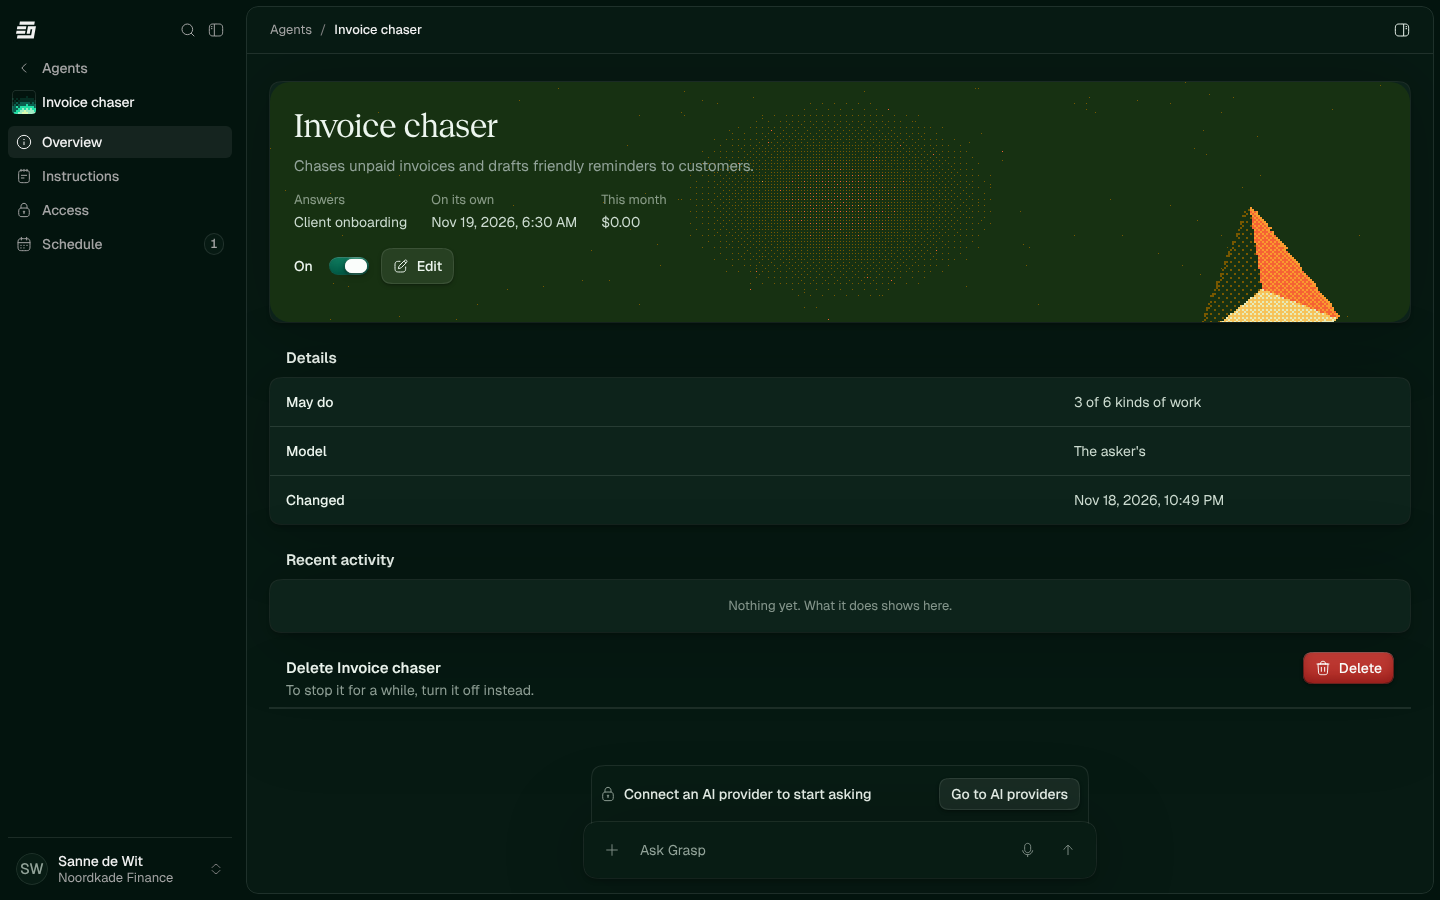 Agents
Invoice chaser
Overview
Instructions
Access
Schedule 1
Sanne de Wit
SW
Noordkade Finance
Agents / Invoice chaser
Invoice chaser
Chases unpaid invoices and drafts friendly reminders to customers.
Answers On its own This month
Client onboarding Nov 19, 2026, 6:30 AM $0.00
On Edit
Details
May do 3 of 6 kinds of work
Model The asker's
Changed Nov 18, 2026, 10:49 PM
Recent activity
Nothing yet. What it does shows here.
Delete Invoice chaser Delete
To stop it for a while, turn it off instead.
Connect an AI provider to start asking Go to AI providers
Ask Grasp